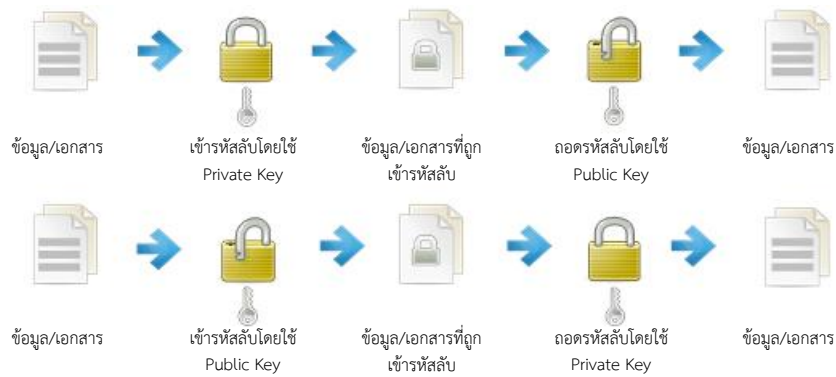 ข้อมูล/เอกสาร เข้ารหัสลับโดยใช้ ข้อมูล/เอกสารที่ถูก ถอดรหัสลับโดยใช้ ข้อมูล/เอกสาร
Private Key เข้ารหัสลับ Public Key
ข้อมูล/เอกสาร เข้ารหัสลับโดยใช้ ข้อมูล/เอกสารที่ถูก ถอดรหัสลับโดยใช้ ข้อมูล/เอกสาร
Public Key เข้ารหัสลับ Private Key